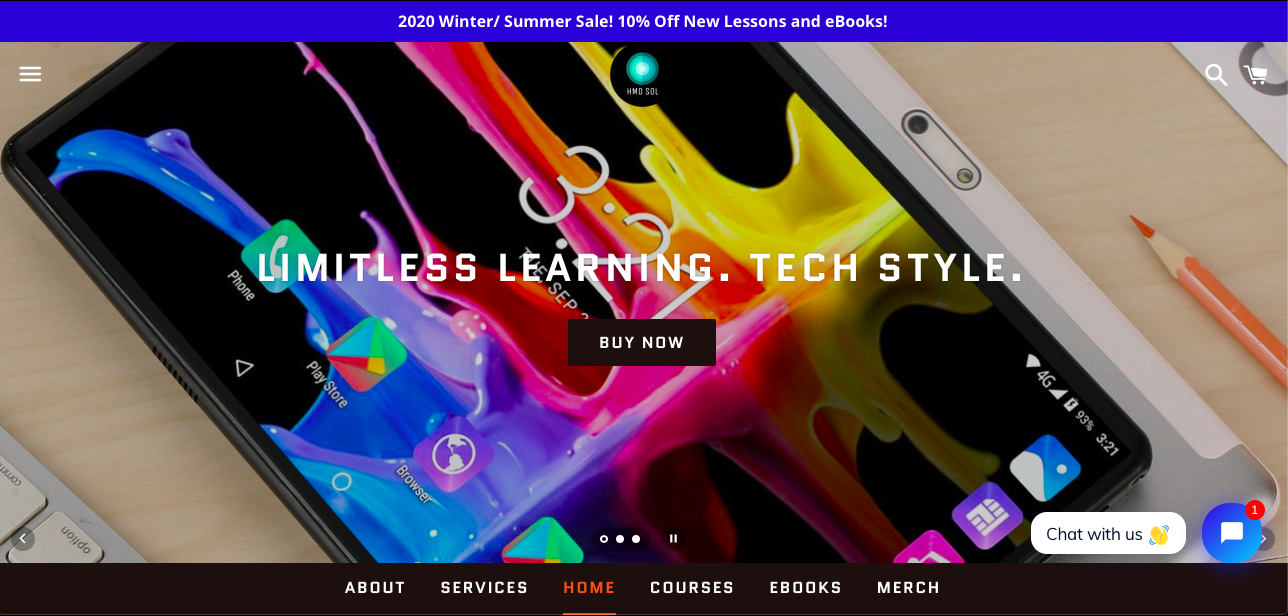 2020 Winter/ Summer Sale! 10% Off New Lessons and eBooks!
HMD SOL
3:21
TUE, SEP
LIMITLESS LEARNING. TECH STYLE.
BUY NOW
Phone
Play Store
Browser
4G 93% 3:21
option
Chat with us 👋
1
ABOUT SERVICES HOME COURSES EBOOKS MERCH